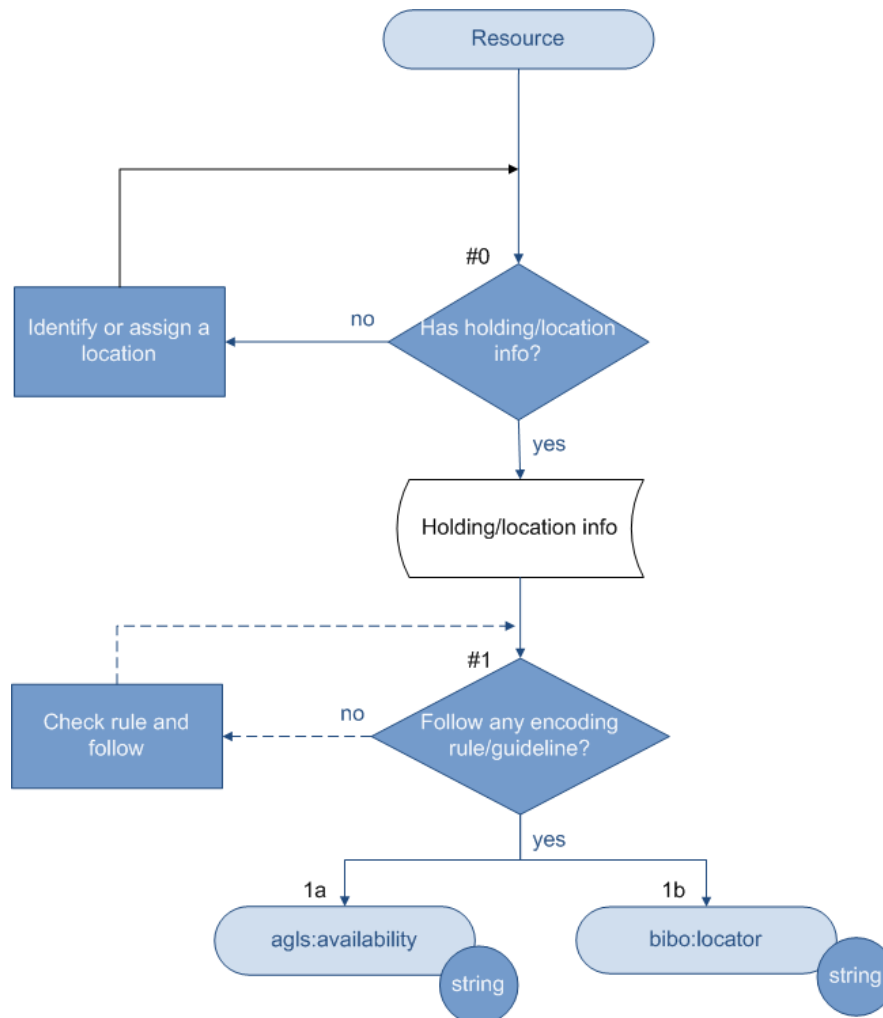 Resource
#0
Has holding/location
info?
no
Identify or assign a
location
yes
Holding/location info
#1
Follow any encoding
rule/guideline?
no
Check rule and
follow
yes
1a
agls:availability
string
1b
bibo:locator
string